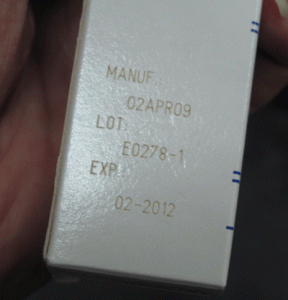 MANUF.
02APR09
LOT.
E0278-1
EXP.
02-2012